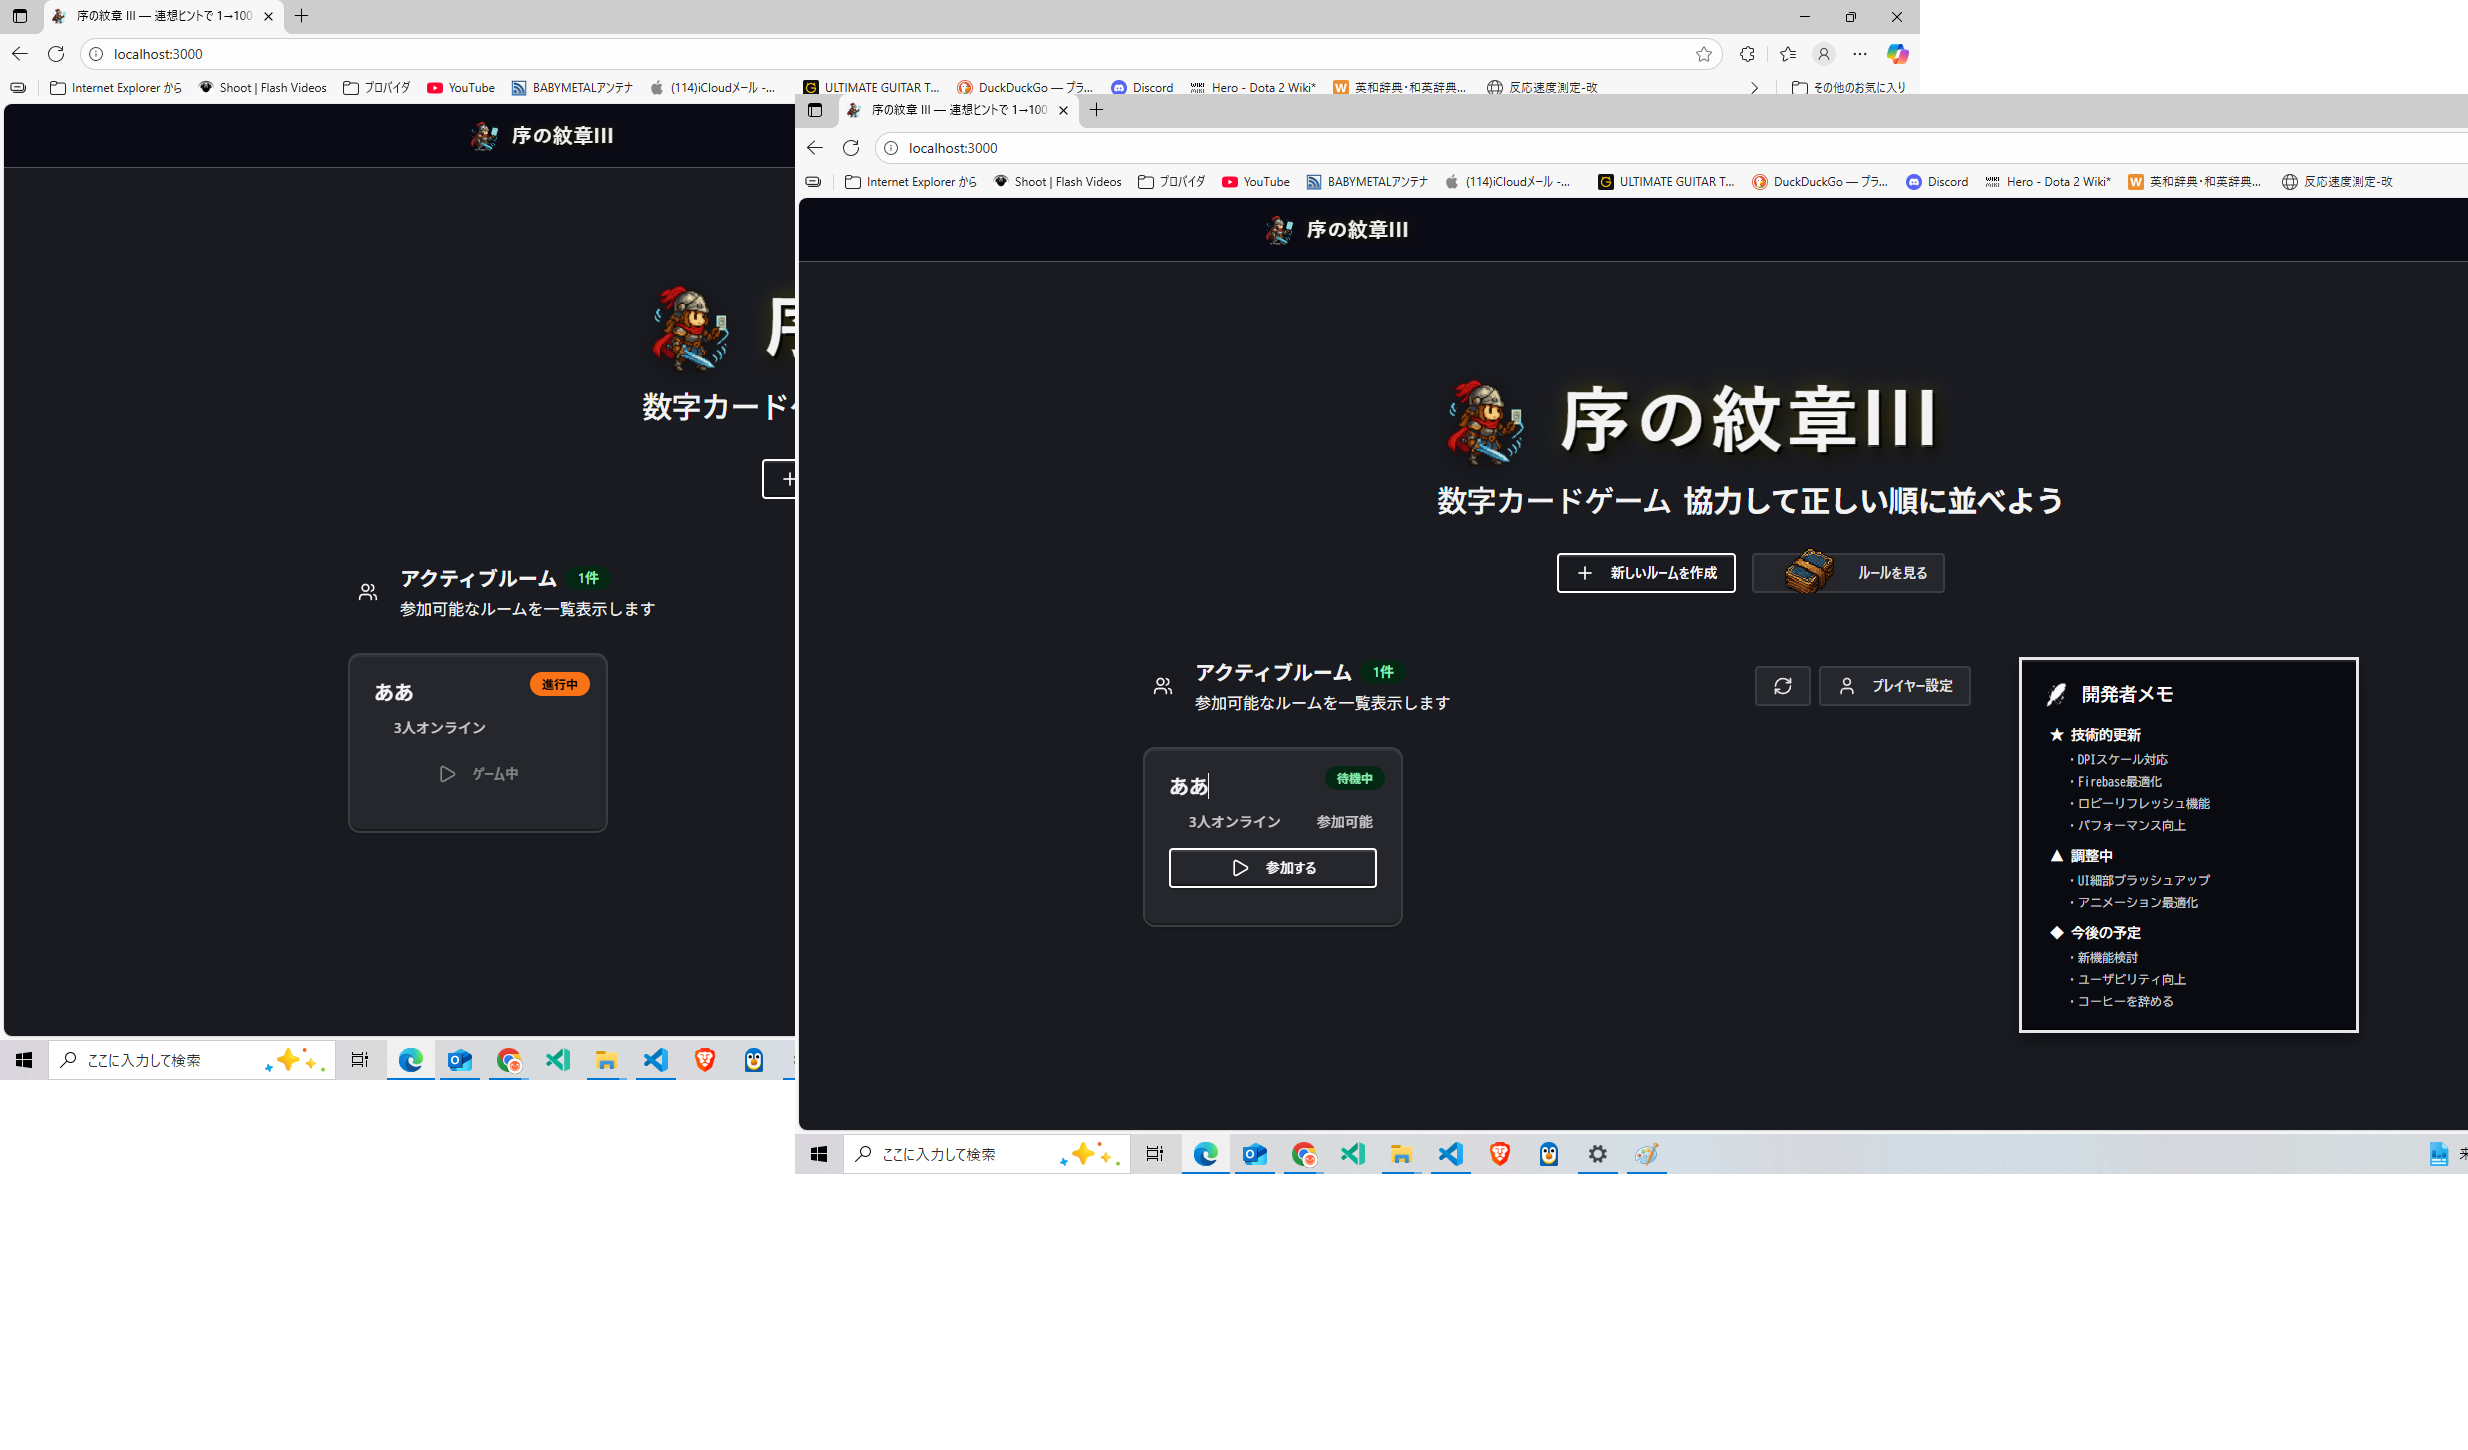 序の紋章 III — 連想ヒントで 1→100
localhost:3000
Internet Explorer から
Shoot | Flash Videos
プロバイダ
YouTube
BABYMETALアンテナ
(114)iCloudメール -...
ULTIMATE GUITAR T...
DuckDuckGo — プラ...
Discord
Hero - Dota 2 Wiki*
英和辞典・和英辞典...
反応速度測定-改
その他のお気に入り
序の紋章III
数字カード
アクティブルーム 1件
参加可能なルームを一覧表示します
ああ 進行中
3人オンライン
ゲーム中
ここに入力して検索
序の紋章 III — 連想ヒントで 1→100
localhost:3000
Internet Explorer から
Shoot | Flash Videos
プロバイダ
YouTube
BABYMETALアンテナ
(114)iCloudメール -...
ULTIMATE GUITAR T...
DuckDuckGo — プラ...
Discord
Hero - Dota 2 Wiki*
英和辞典・和英辞典...
反応速度測定-改
序の紋章III
序の紋章III
数字カードゲーム 協力して正しい順に並べよう
新しいルームを作成
ルールを見る
アクティブルーム 1件
参加可能なルームを一覧表示します
プレイヤー設定
ああ 待機中
3人オンライン 参加可能
参加する
開発者メモ
★ 技術的更新
・DPIスケール対応
・Firebase最適化
・ロビーリフレッシュ機能
・パフォーマンス向上
▲ 調整中
・UI細部ブラッシュアップ
・アニメーション最適化
◆ 今後の予定
・新機能検討
・ユーザビリティ向上
・コーヒーを辞める
ここに入力して検索